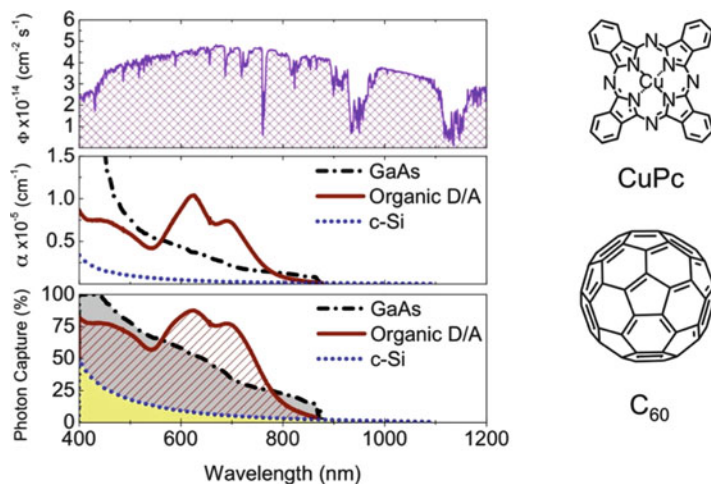 Φ x10⁻¹⁴ (cm⁻² s⁻¹)
6
5
4
3
2
1
α x10⁻⁵ (cm⁻¹)
1.5
1.0
0.5
GaAs
Organic D/A
c-Si
Photon Capture (%)
100
75
50
25
0
GaAs
Organic D/A
c-Si
400 600 800 1000 1200
Wavelength (nm)
N
N
N
N
N
Cu
N
N
N
CuPc
C₆₀